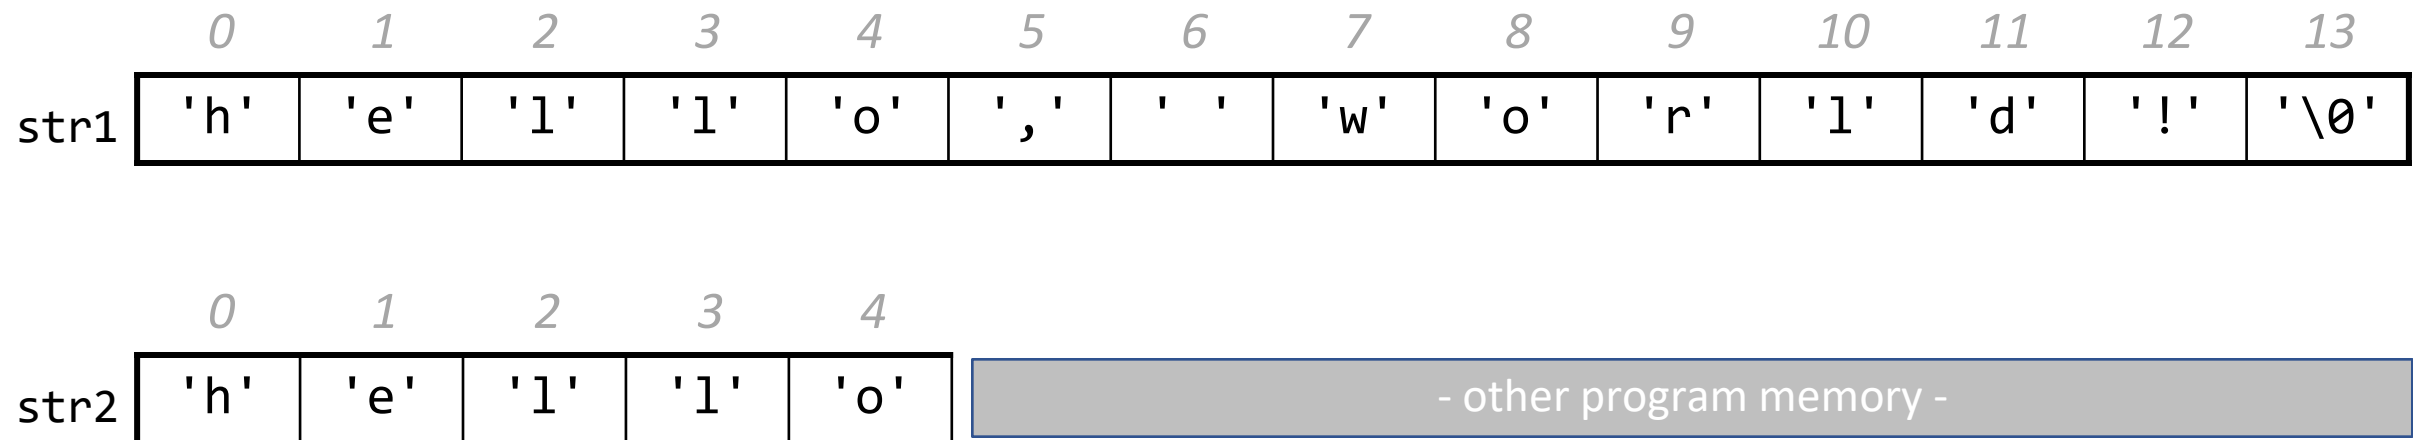 0 1 2 3 4 5 6 7 8 9 10 11 12 13
str1 'h' 'e' 'l' 'l' 'o' ',' ' ' 'w' 'o' 'r' 'l' 'd' '!' '\0'
0 1 2 3 4
str2 'h' 'e' 'l' 'l' 'o' - other program memory -